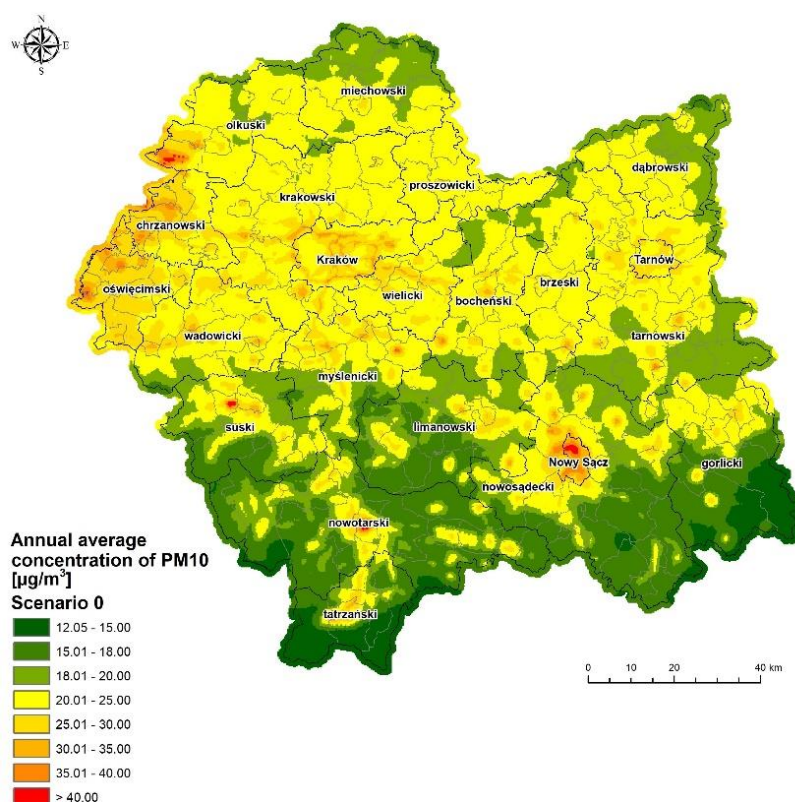 N
W E
S
miechowski
olkuski
dąbrowski
proszowicki
krakowski
chrzanowski
Kraków
Tarnów
brzeski
oświęcimski
wielicki
bocheński
wadowicki
tarnowski
myślenicki
suski
limanowski
Nowy Sącz
gorlicki
nowosądecki
nowotarski
tatrzański
Annual average
concentration of PM10
[µg/m³]
Scenario 0
12.05 - 15.00
15.01 - 18.00
18.01 - 20.00
20.01 - 25.00
25.01 - 30.00
30.01 - 35.00
35.01 - 40.00
> 40.00
0 10 20 40 km